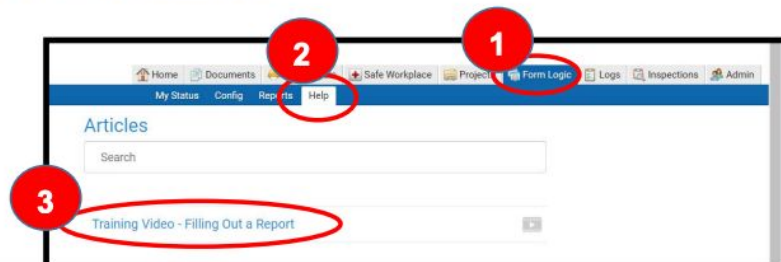 1
2
Home Documents Safe Workplace Project Form Logic Logs Inspections Admin
My Status Config Reports Help
Articles
Search
3
Training Video - Filling Out a Report